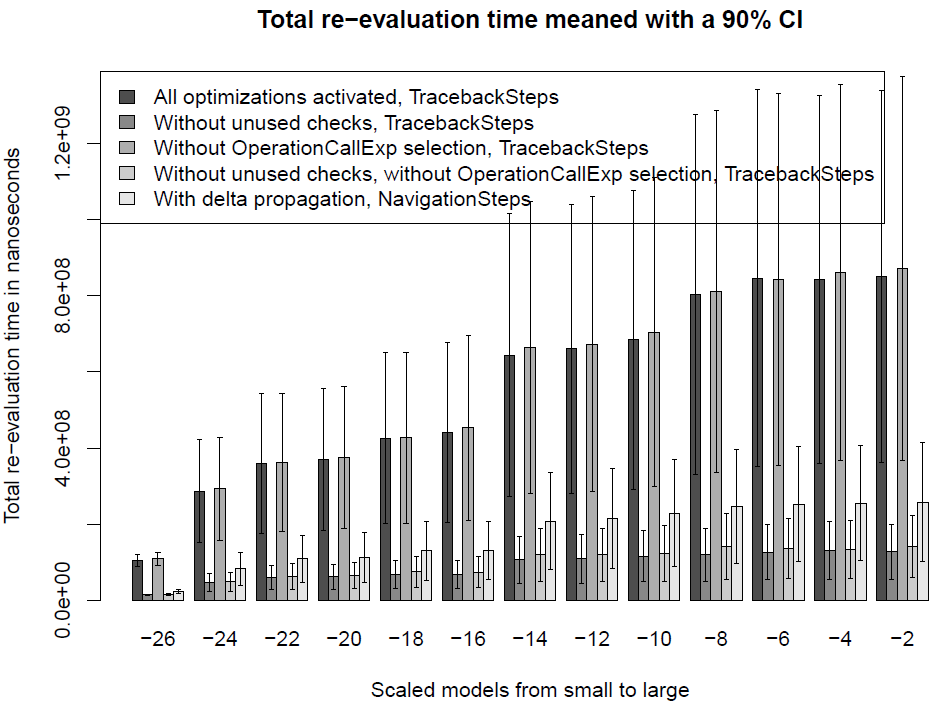 Total re−evaluation time meaned with a 90% CI
All optimizations activated, TracebackSteps
Without unused checks, TracebackSteps
Without OperationCallExp selection, TracebackSteps
Without unused checks, without OperationCallExp selection, TracebackSteps
With delta propagation, NavigationSteps
Total re−evaluation time in nanoseconds
1.2e+09
8.0e+08
4.0e+08
0.0e+00
−26 −24 −22 −20 −18 −16 −14 −12 −10 −8 −6 −4 −2
Scaled models from small to large